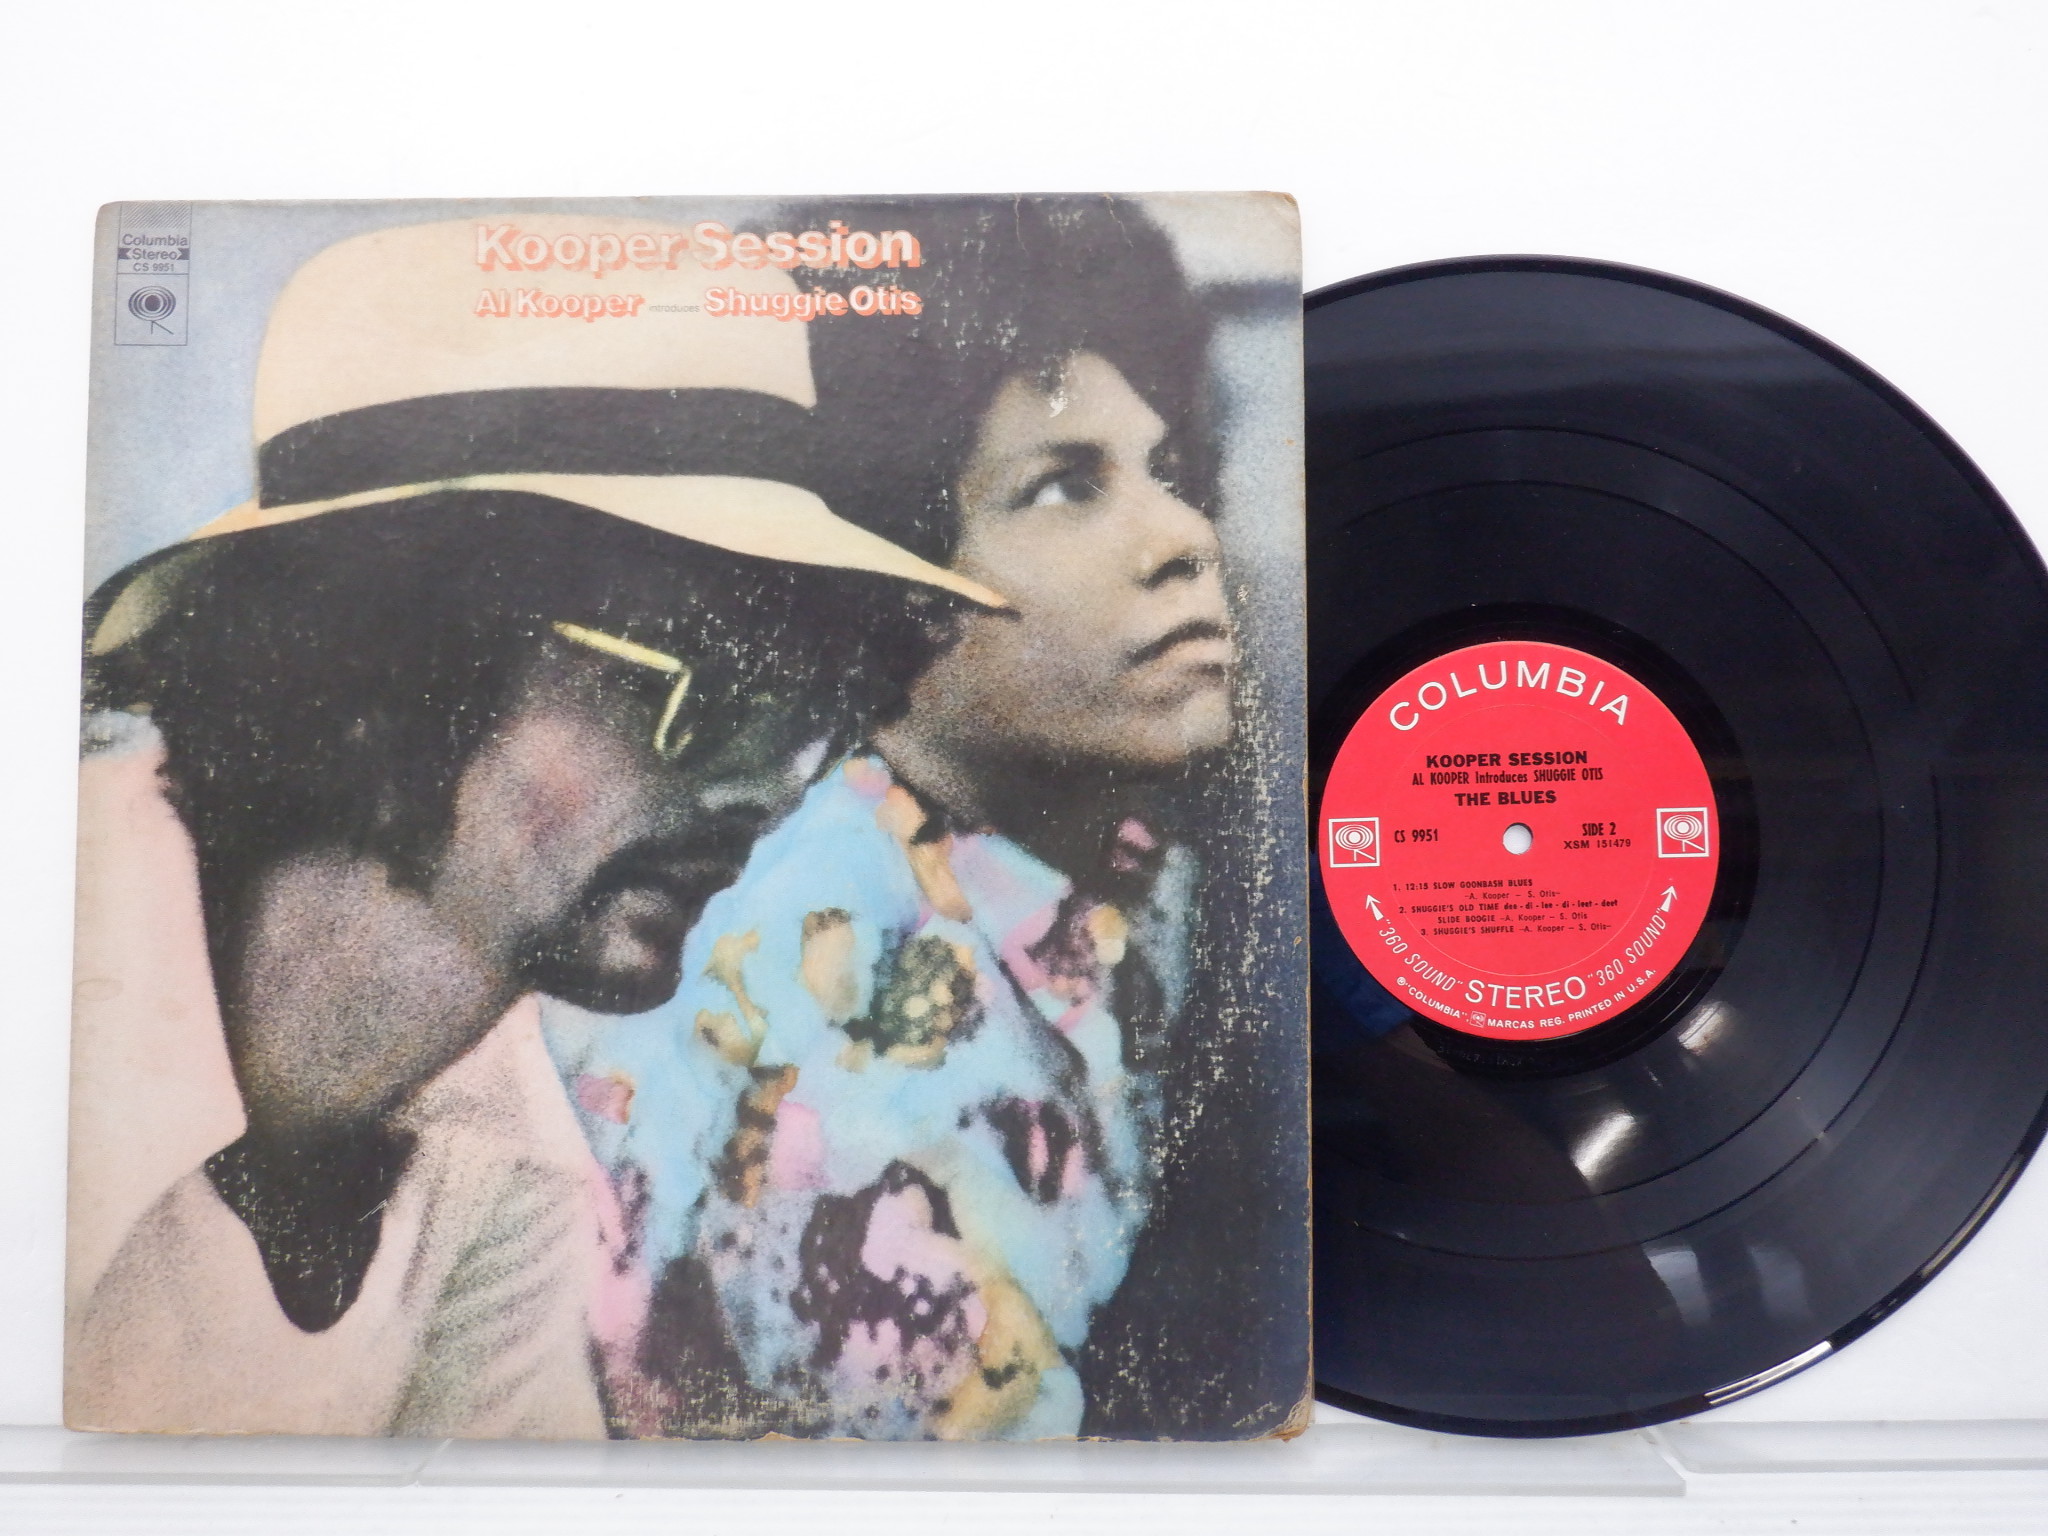 Columbia
Stereo
CS 9951
Kooper Session
Al Kooper introduces Shuggie Otis
COLUMBIA
KOOPER SESSION
AL KOOPER Introduces SHUGGIE OTIS
THE BLUES
CS 9951
SIDE 2
XSM 151479
1. 12:15 SLOW GOONBASH BLUES
-A. Kooper - S. Otis-
2. SHUGGIE'S OLD TIME dee - di - lee - di - leet - deet
SLIDE BOOGIE -A. Kooper - S. Otis
3. SHUGGIE'S SHUFFLE -A. Kooper - S. Otis-
"360 SOUND" STEREO "360 SOUND"
℗"COLUMBIA", MARCAS REG. PRINTED IN U.S.A.